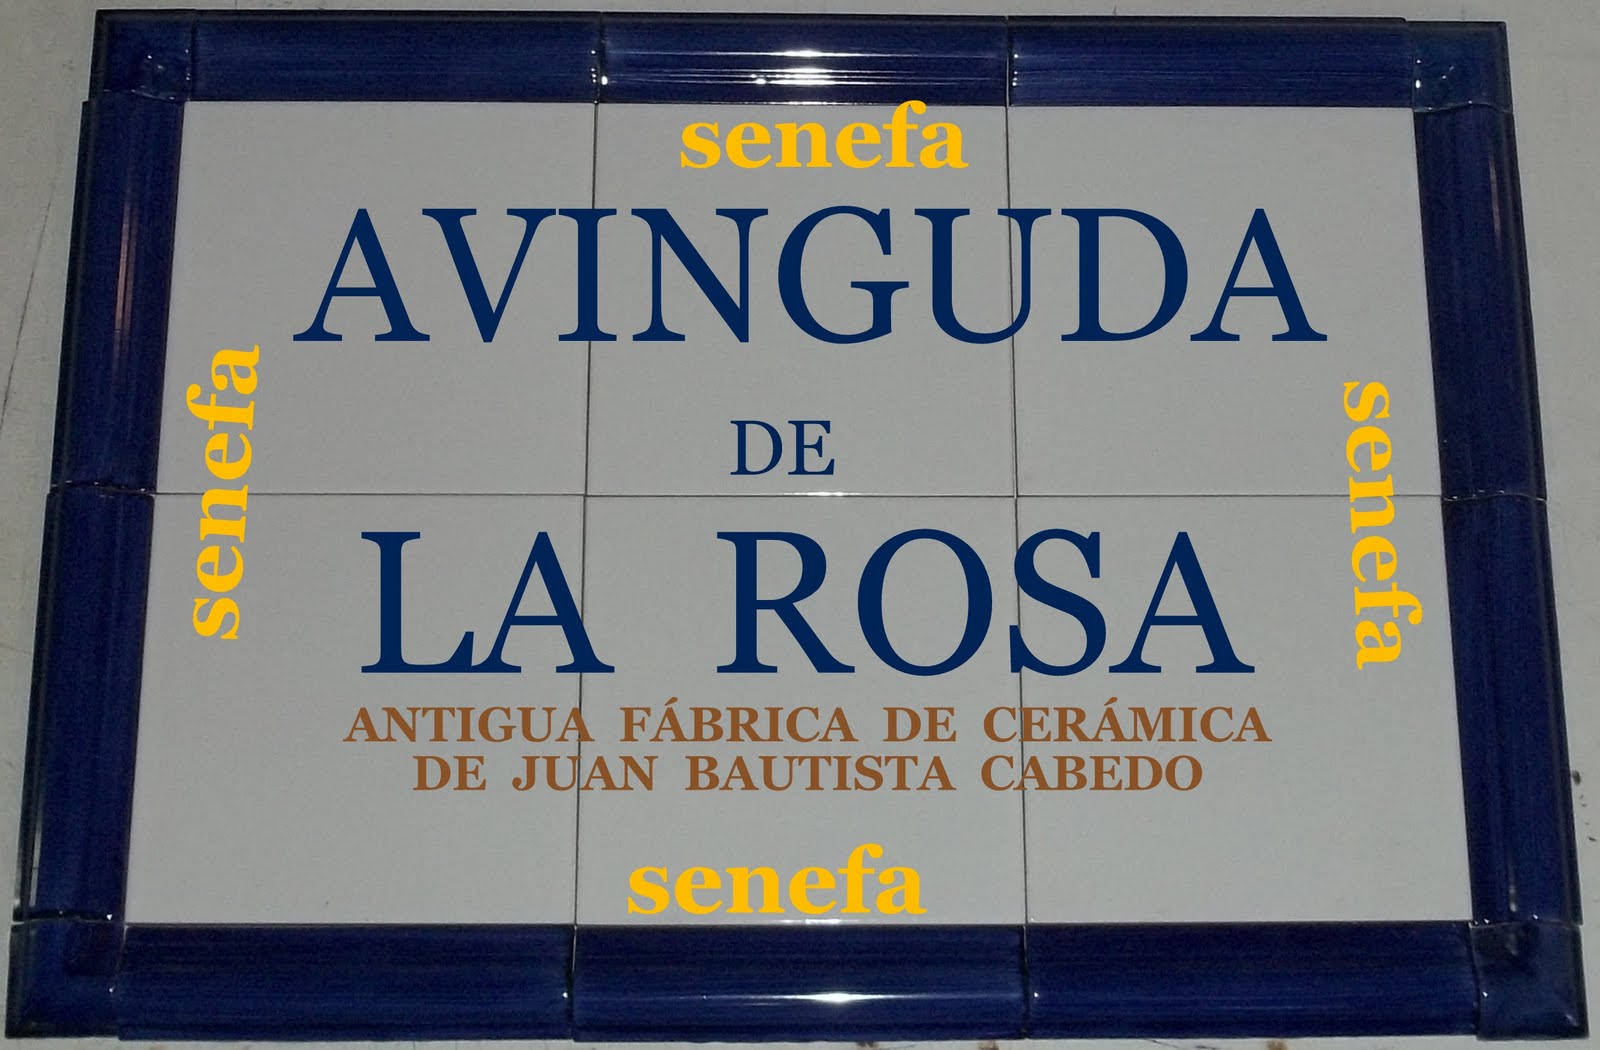 senefa
AVINGUDA
senefa
senefa
DE
LA ROSA
ANTIGUA FÁBRICA DE CERÁMICA
DE JUAN BAUTISTA CABEDO
senefa